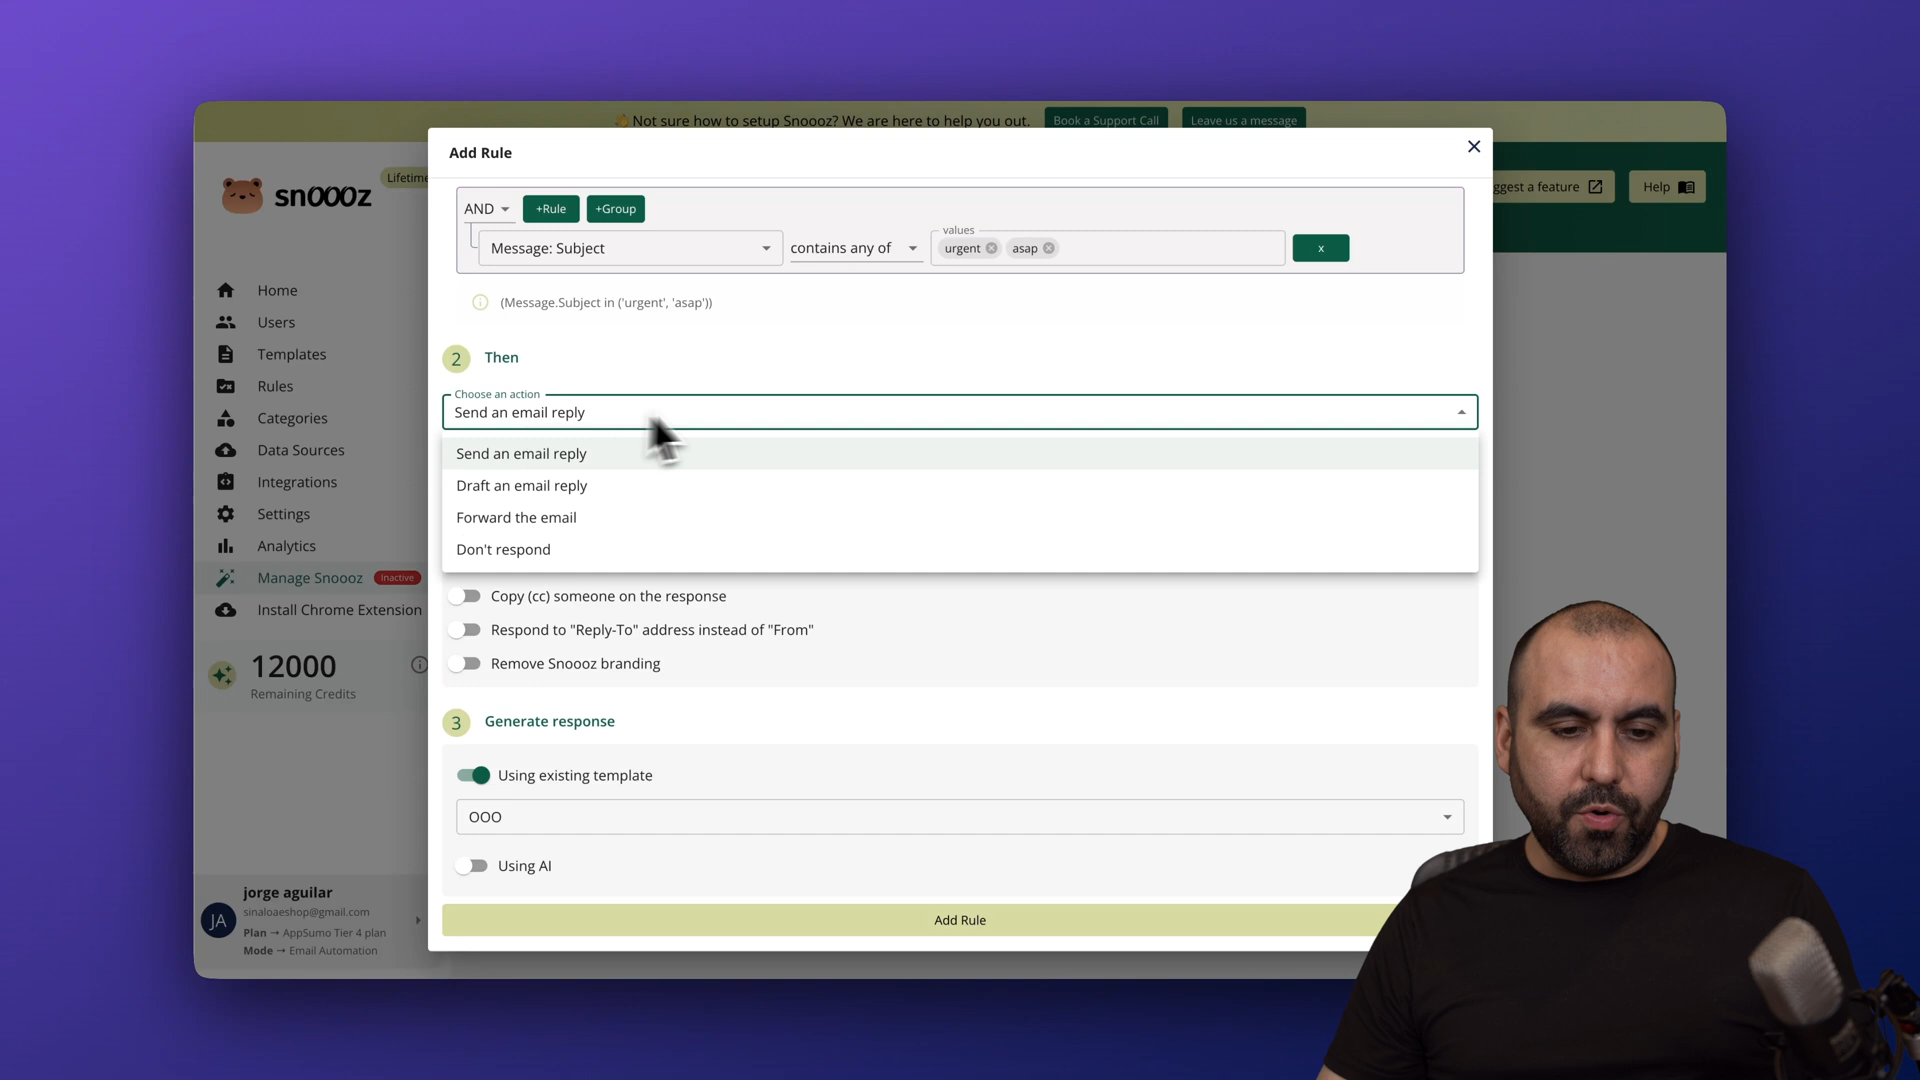 Not sure how to setup Snoooz? We are here to help you out. Book a Support Call Leave us a message
Add Rule
snoooz
Lifetime
ggest a feature
Help
AND +Rule +Group
values
Message: Subject contains any of urgent asap x
(Message.Subject in ('urgent', 'asap'))
2 Then
Choose an action
Send an email reply
Send an email reply
Draft an email reply
Forward the email
Don't respond
Copy (cc) someone on the response
Respond to "Reply-To" address instead of "From"
Remove Snoooz branding
3 Generate response
Using existing template
OOO
Using AI
Add Rule
Home
Users
Templates
Rules
Categories
Data Sources
Integrations
Settings
Analytics
Manage Snoooz Inactive
Install Chrome Extension
12000
Remaining Credits
JA
jorge aguilar
sinaloaeshop@gmail.com
Plan → AppSumo Tier 4 plan
Mode → Email Automation